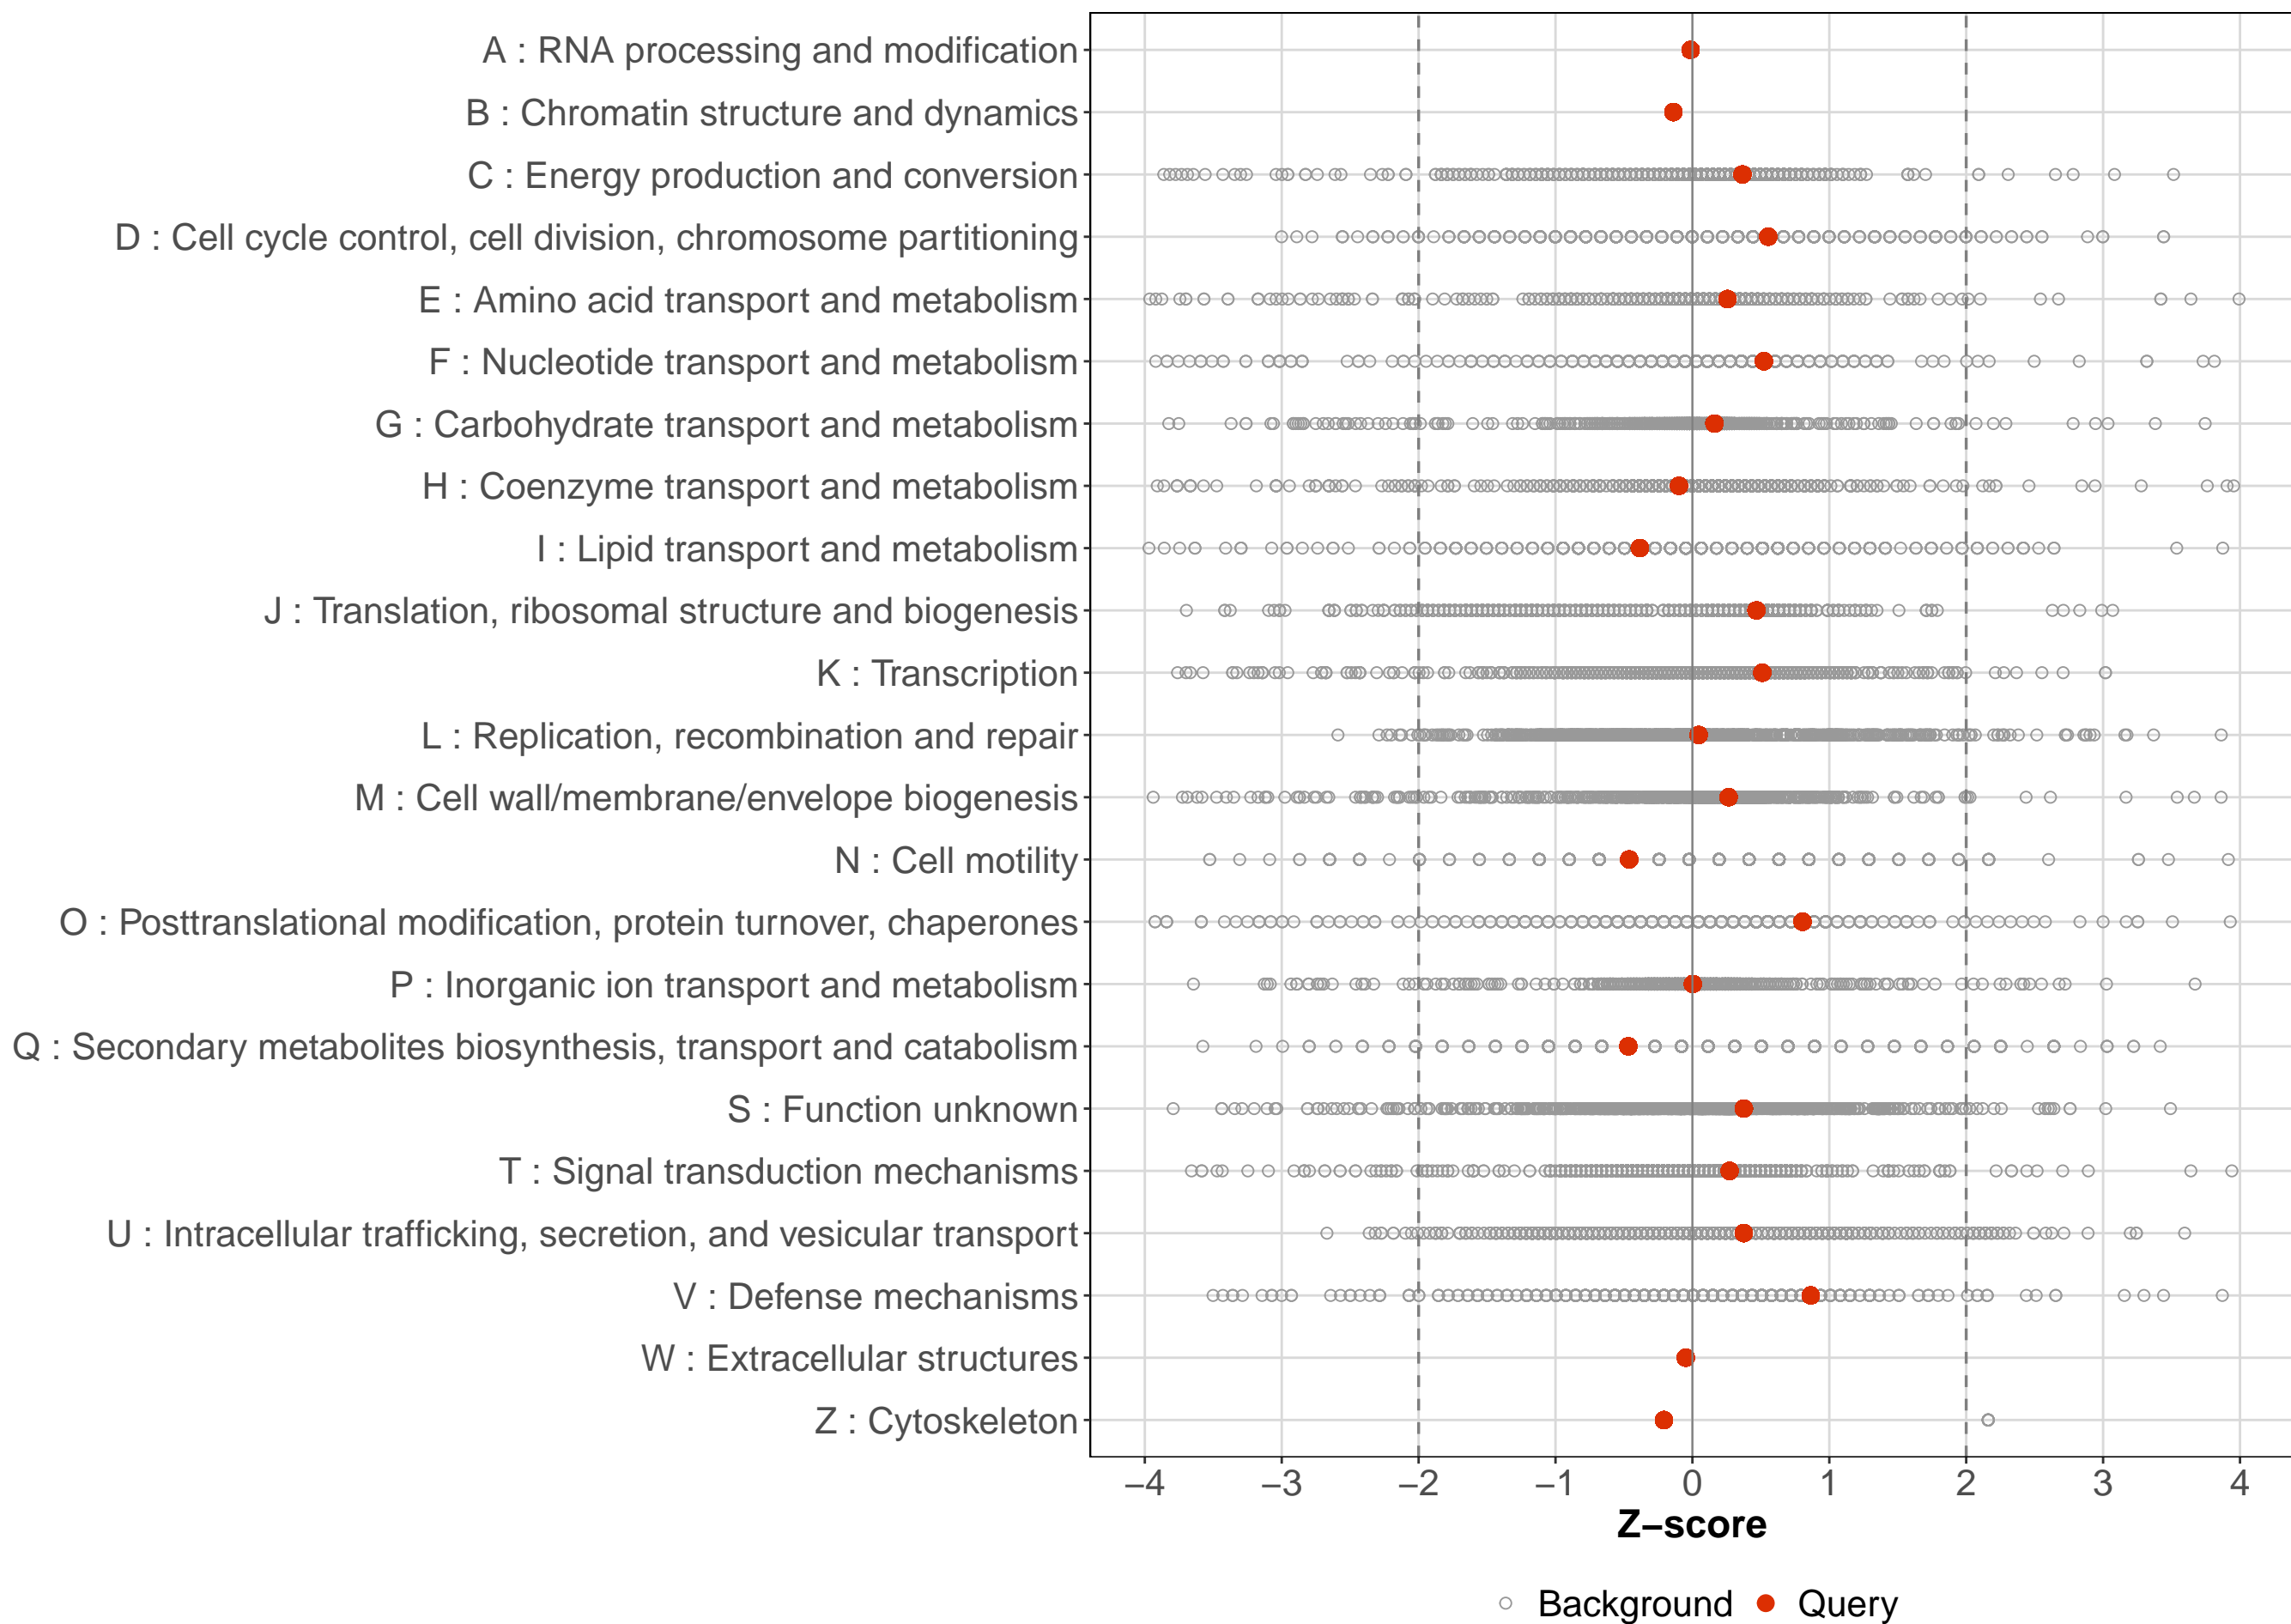 A : RNA processing and modification
B : Chromatin structure and dynamics
C : Energy production and conversion
D : Cell cycle control, cell division, chromosome partitioning
E : Amino acid transport and metabolism
F : Nucleotide transport and metabolism
G : Carbohydrate transport and metabolism
H : Coenzyme transport and metabolism
I : Lipid transport and metabolism
J : Translation, ribosomal structure and biogenesis
K : Transcription
L : Replication, recombination and repair
M : Cell wall/membrane/envelope biogenesis
N : Cell motility
O : Posttranslational modification, protein turnover, chaperones
P : Inorganic ion transport and metabolism
Q : Secondary metabolites biosynthesis, transport and catabolism
S : Function unknown
T : Signal transduction mechanisms
U : Intracellular trafficking, secretion, and vesicular transport
V : Defense mechanisms
W : Extracellular structures
Z : Cytoskeleton
−4 −3 −2 −1 0 1 2 3 4
Z−score
Background Query